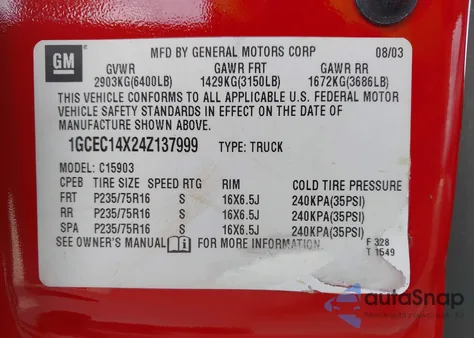 GM
MFD BY GENERAL MOTORS CORP 08/03
GVWR GAWR FRT GAWR RR
2903KG(6400LB) 1429KG(3150LB) 1672KG(3686LB)
THIS VEHICLE CONFORMS TO ALL APPLICABLE U.S. FEDERAL MOTOR
VEHICLE SAFETY STANDARDS IN EFFECT ON THE DATE OF
MANUFACTURE SHOWN ABOVE.
1GCEC14X24Z137999 TYPE: TRUCK
MODEL: C15903
CPEB TIRE SIZE SPEED RTG RIM COLD TIRE PRESSURE
FRT P235/75R16 S 16X6.5J 240KPA(35PSI)
RR P235/75R16 S 16X6.5J 240KPA(35PSI)
SPA P235/75R16 S 16X6.5J 240KPA(35PSI)
SEE OWNER'S MANUAL i FOR MORE INFORMATION.
F 328
T 1549
autoSnap